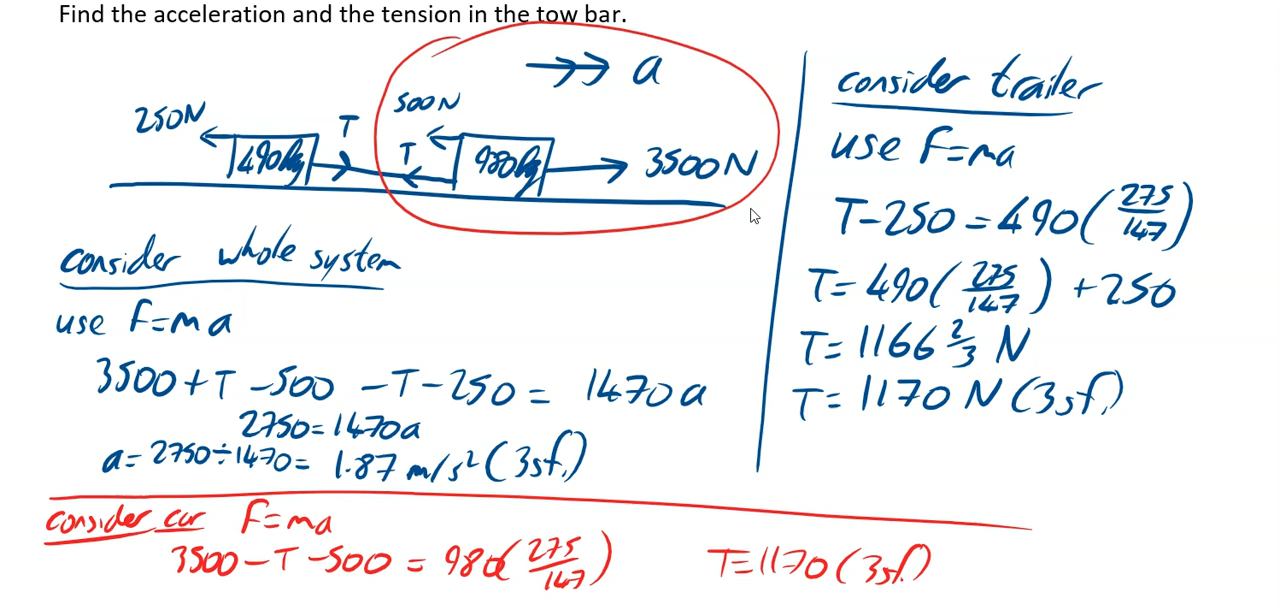 Find the acceleration and the tension in the tow bar.
a
250N
T
500N
T
490kg
980kg
3500N
consider whole system
use F=ma
3500+T-500-T-250= 1470a
2750=1470a
a=2750÷1470= 1.87 m/s² (3sf.)
consider trailer
use F=ma
T-250=490(275/147)
T=490(275/147)+250
T=1166 2/3 N
T=1170 N (3sf.)
consider car F=ma
3500-T-500=980(275/147) T=1170 (3sf.)